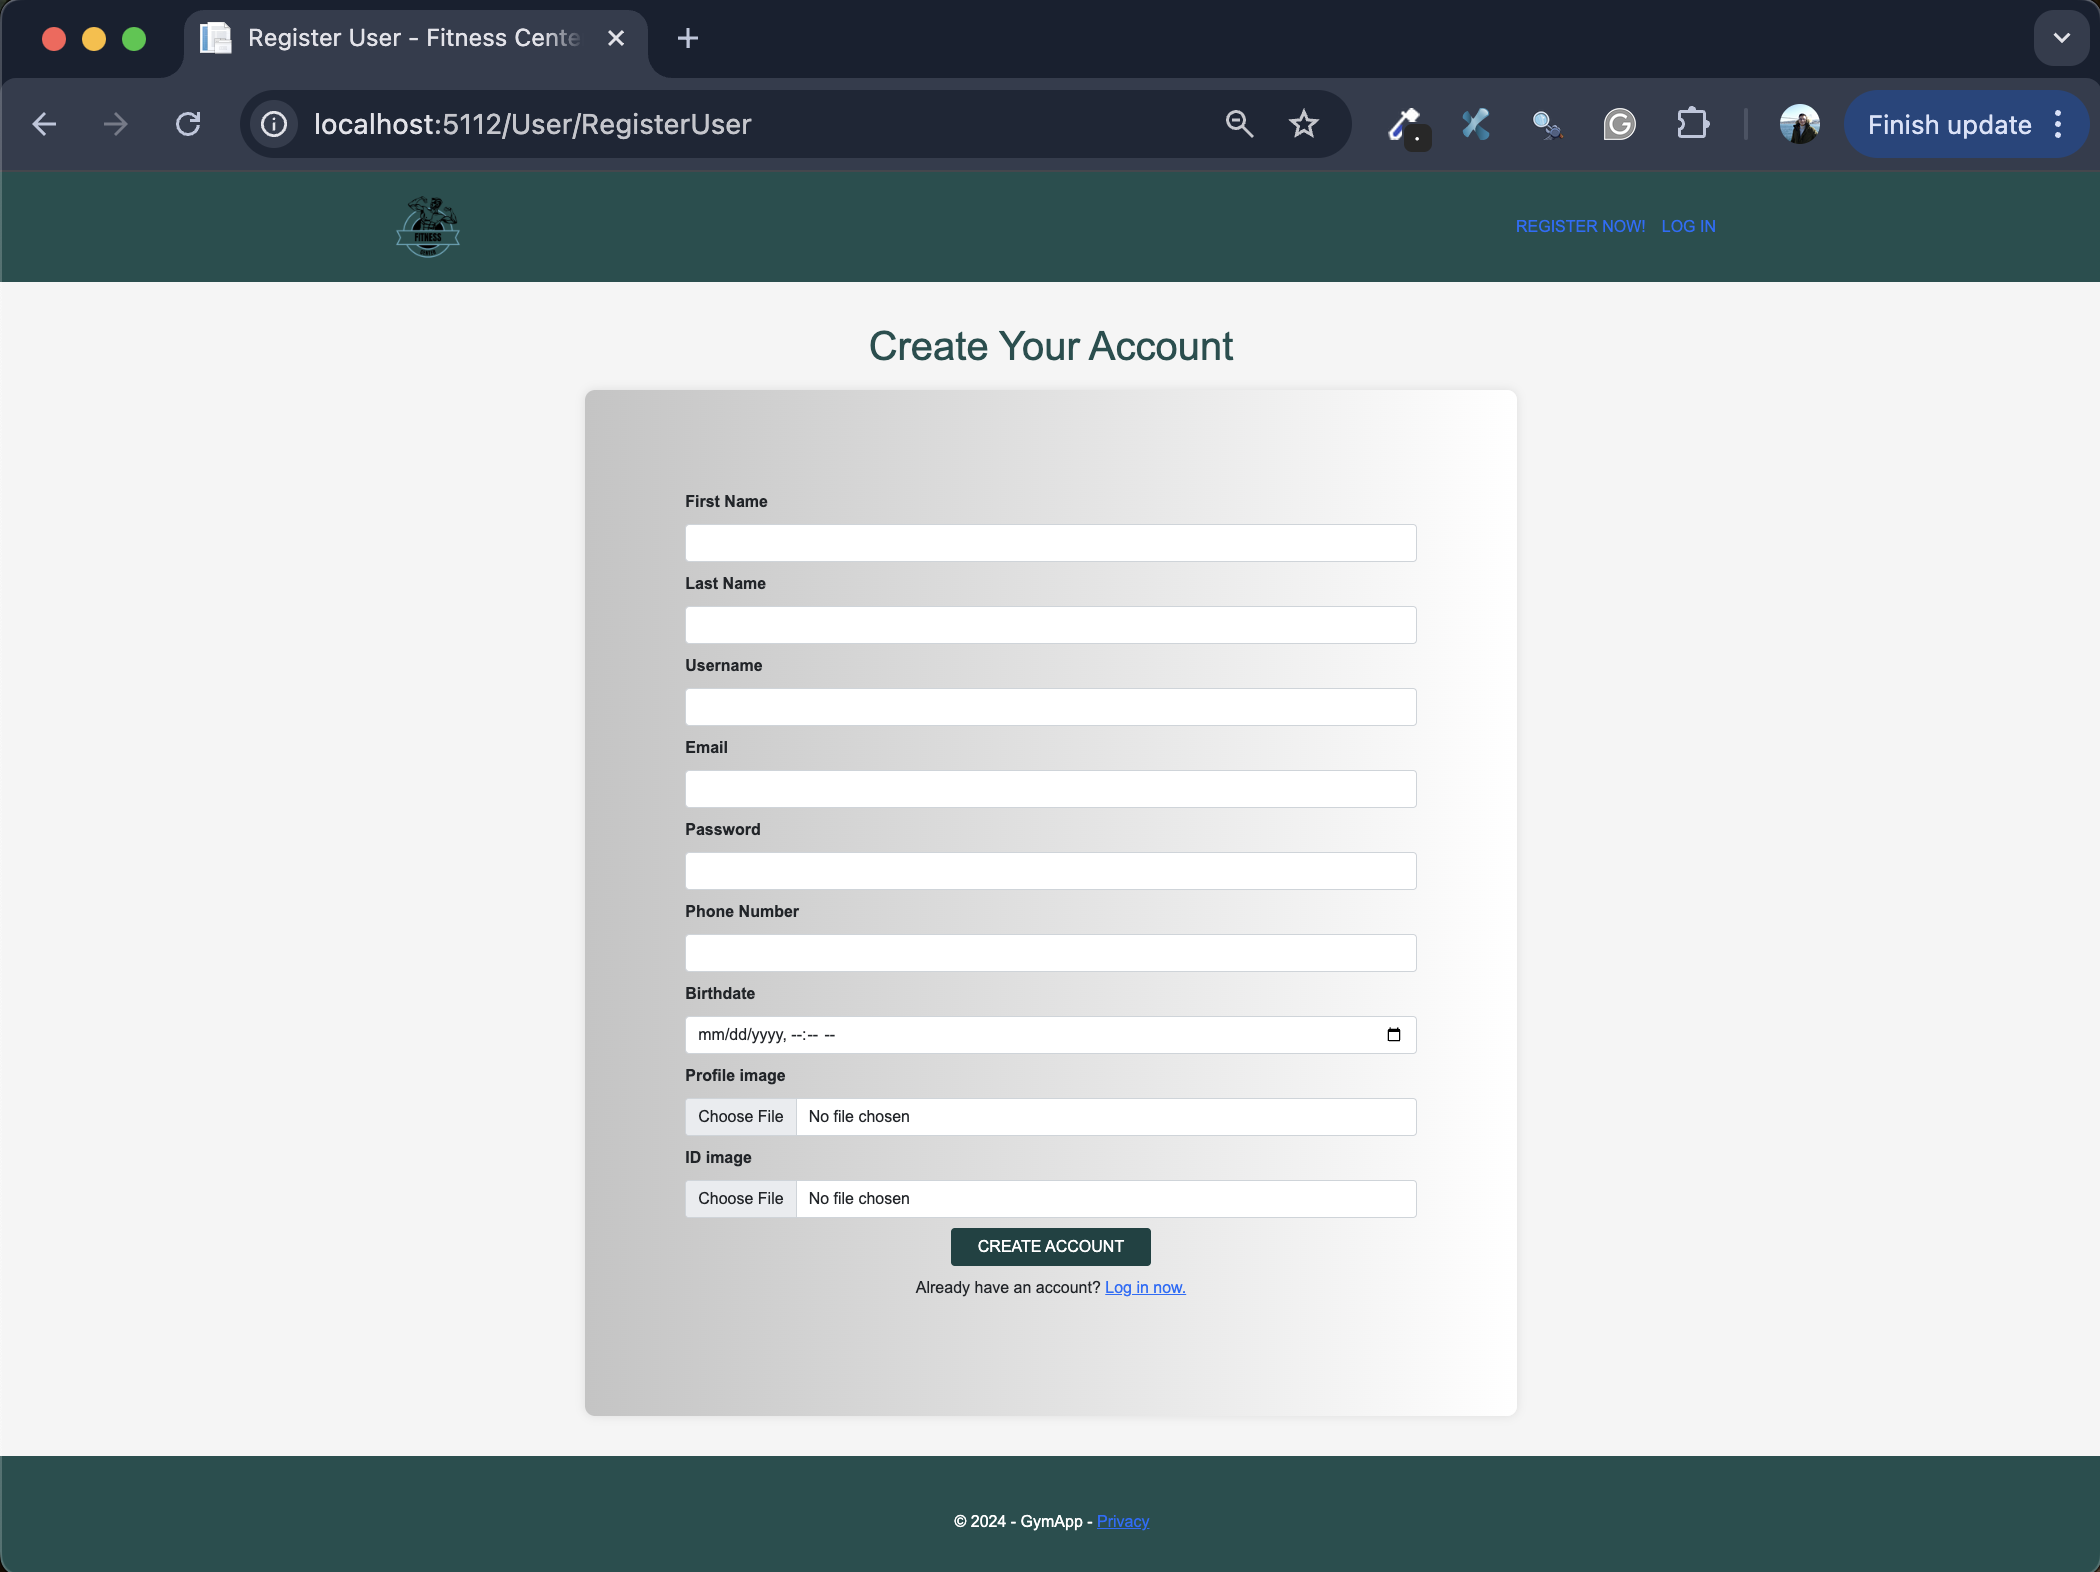 Register User - Fitness Cente
localhost:5112/User/RegisterUser
Finish update
FITNESS
REGISTER NOW! LOG IN
Create Your Account
First Name
Last Name
Username
Email
Password
Phone Number
Birthdate
mm/dd/yyyy, --:-- --
Profile image
Choose File No file chosen
ID image
Choose File No file chosen
CREATE ACCOUNT
Already have an account? Log in now.
© 2024 - GymApp - Privacy